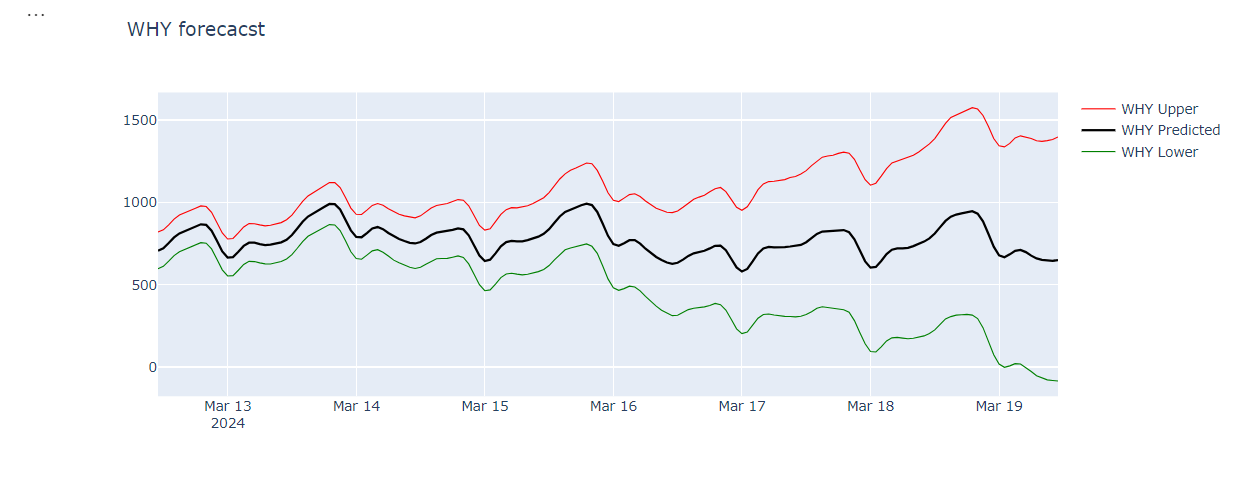 ...
WHY forecacst
1500
1000
500
0
Mar 13
2024
Mar 14
Mar 15
Mar 16
Mar 17
Mar 18
Mar 19
WHY Upper
WHY Predicted
WHY Lower